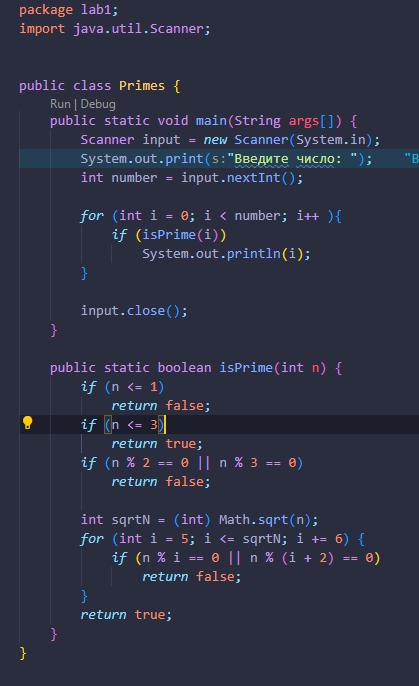 package lab1;
import java.util.Scanner;
public class Primes {
Run | Debug
public static void main(String args[]) {
Scanner input = new Scanner(System.in);
System.out.print(s:"Введите число: "); "В
int number = input.nextInt();
for (int i = 0; i < number; i++ ){
if (isPrime(i))
System.out.println(i);
}
input.close();
}
public static boolean isPrime(int n) {
if (n <= 1)
return false;
if (n <= 3)
return true;
if (n % 2 == 0 || n % 3 == 0)
return false;
int sqrtN = (int) Math.sqrt(n);
for (int i = 5; i <= sqrtN; i += 6) {
if (n % i == 0 || n % (i + 2) == 0)
return false;
}
return true;
}
}